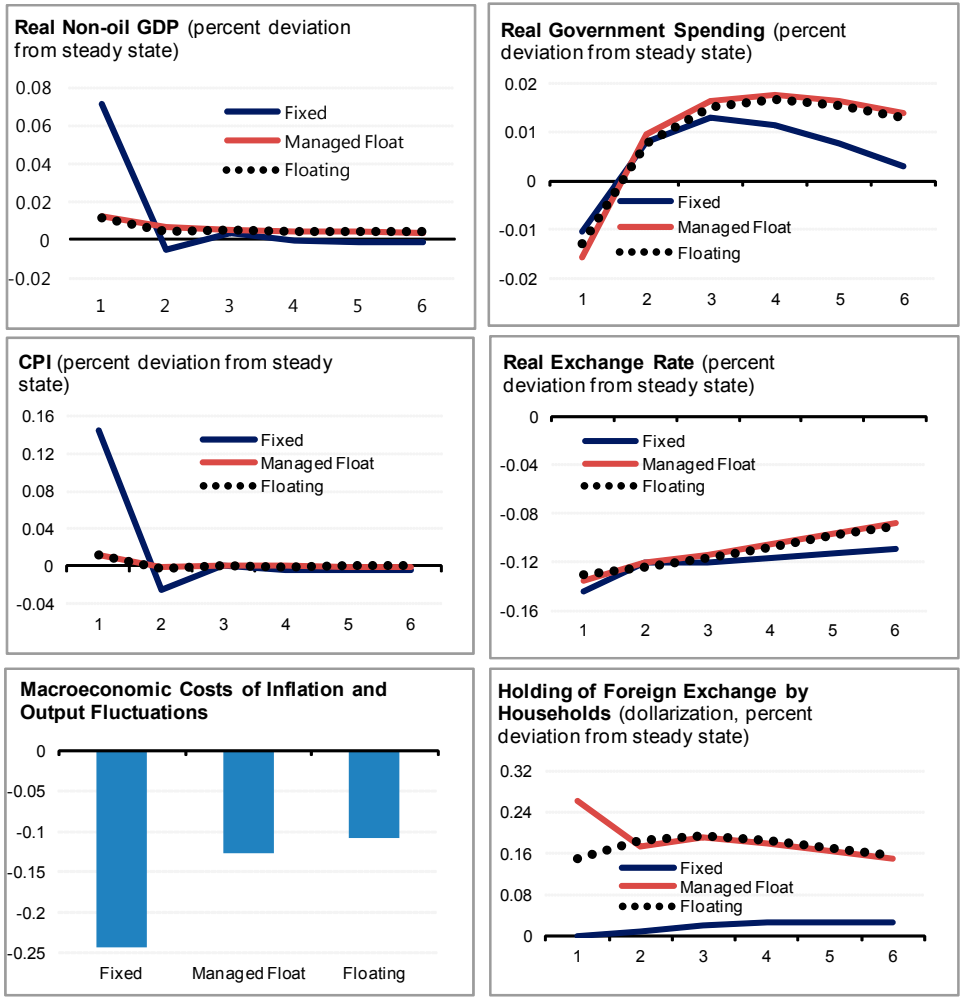 Real Non-oil GDP (percent deviation
from steady state)
0.08
0.06
0.04
0.02
0
-0.02
Fixed
Managed Float
Floating
1 2 3 4 5 6
Real Government Spending (percent
deviation from steady state)
0.02
0.01
0
-0.01
-0.02
Fixed
Managed Float
Floating
1 2 3 4 5 6
CPI (percent deviation from steady
state)
0.16
0.12
0.08
0.04
0
-0.04
Fixed
Managed Float
Floating
1 2 3 4 5 6
Real Exchange Rate (percent
deviation from steady state)
0
-0.04
-0.08
-0.12
-0.16
Fixed
Managed Float
Floating
1 2 3 4 5 6
Macroeconomic Costs of Inflation and
Output Fluctuations
0
-0.05
-0.1
-0.15
-0.2
-0.25
Fixed Managed Float Floating
Holding of Foreign Exchange by
Households (dollarization, percent
deviation from steady state)
0.32
0.24
0.16
0.08
0
Fixed
Managed Float
Floating
1 2 3 4 5 6